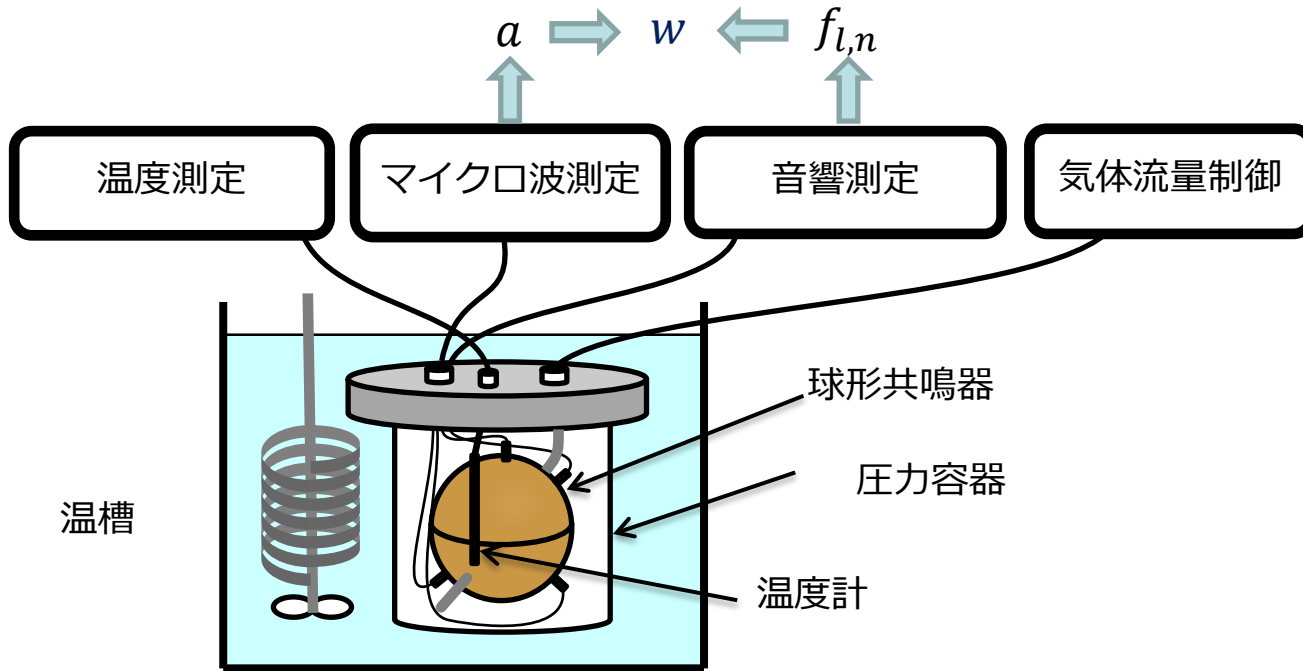 a w f_{l,n}
温度測定 マイクロ波測定 音響測定 気体流量制御
球形共鳴器
圧力容器
温槽
温度計